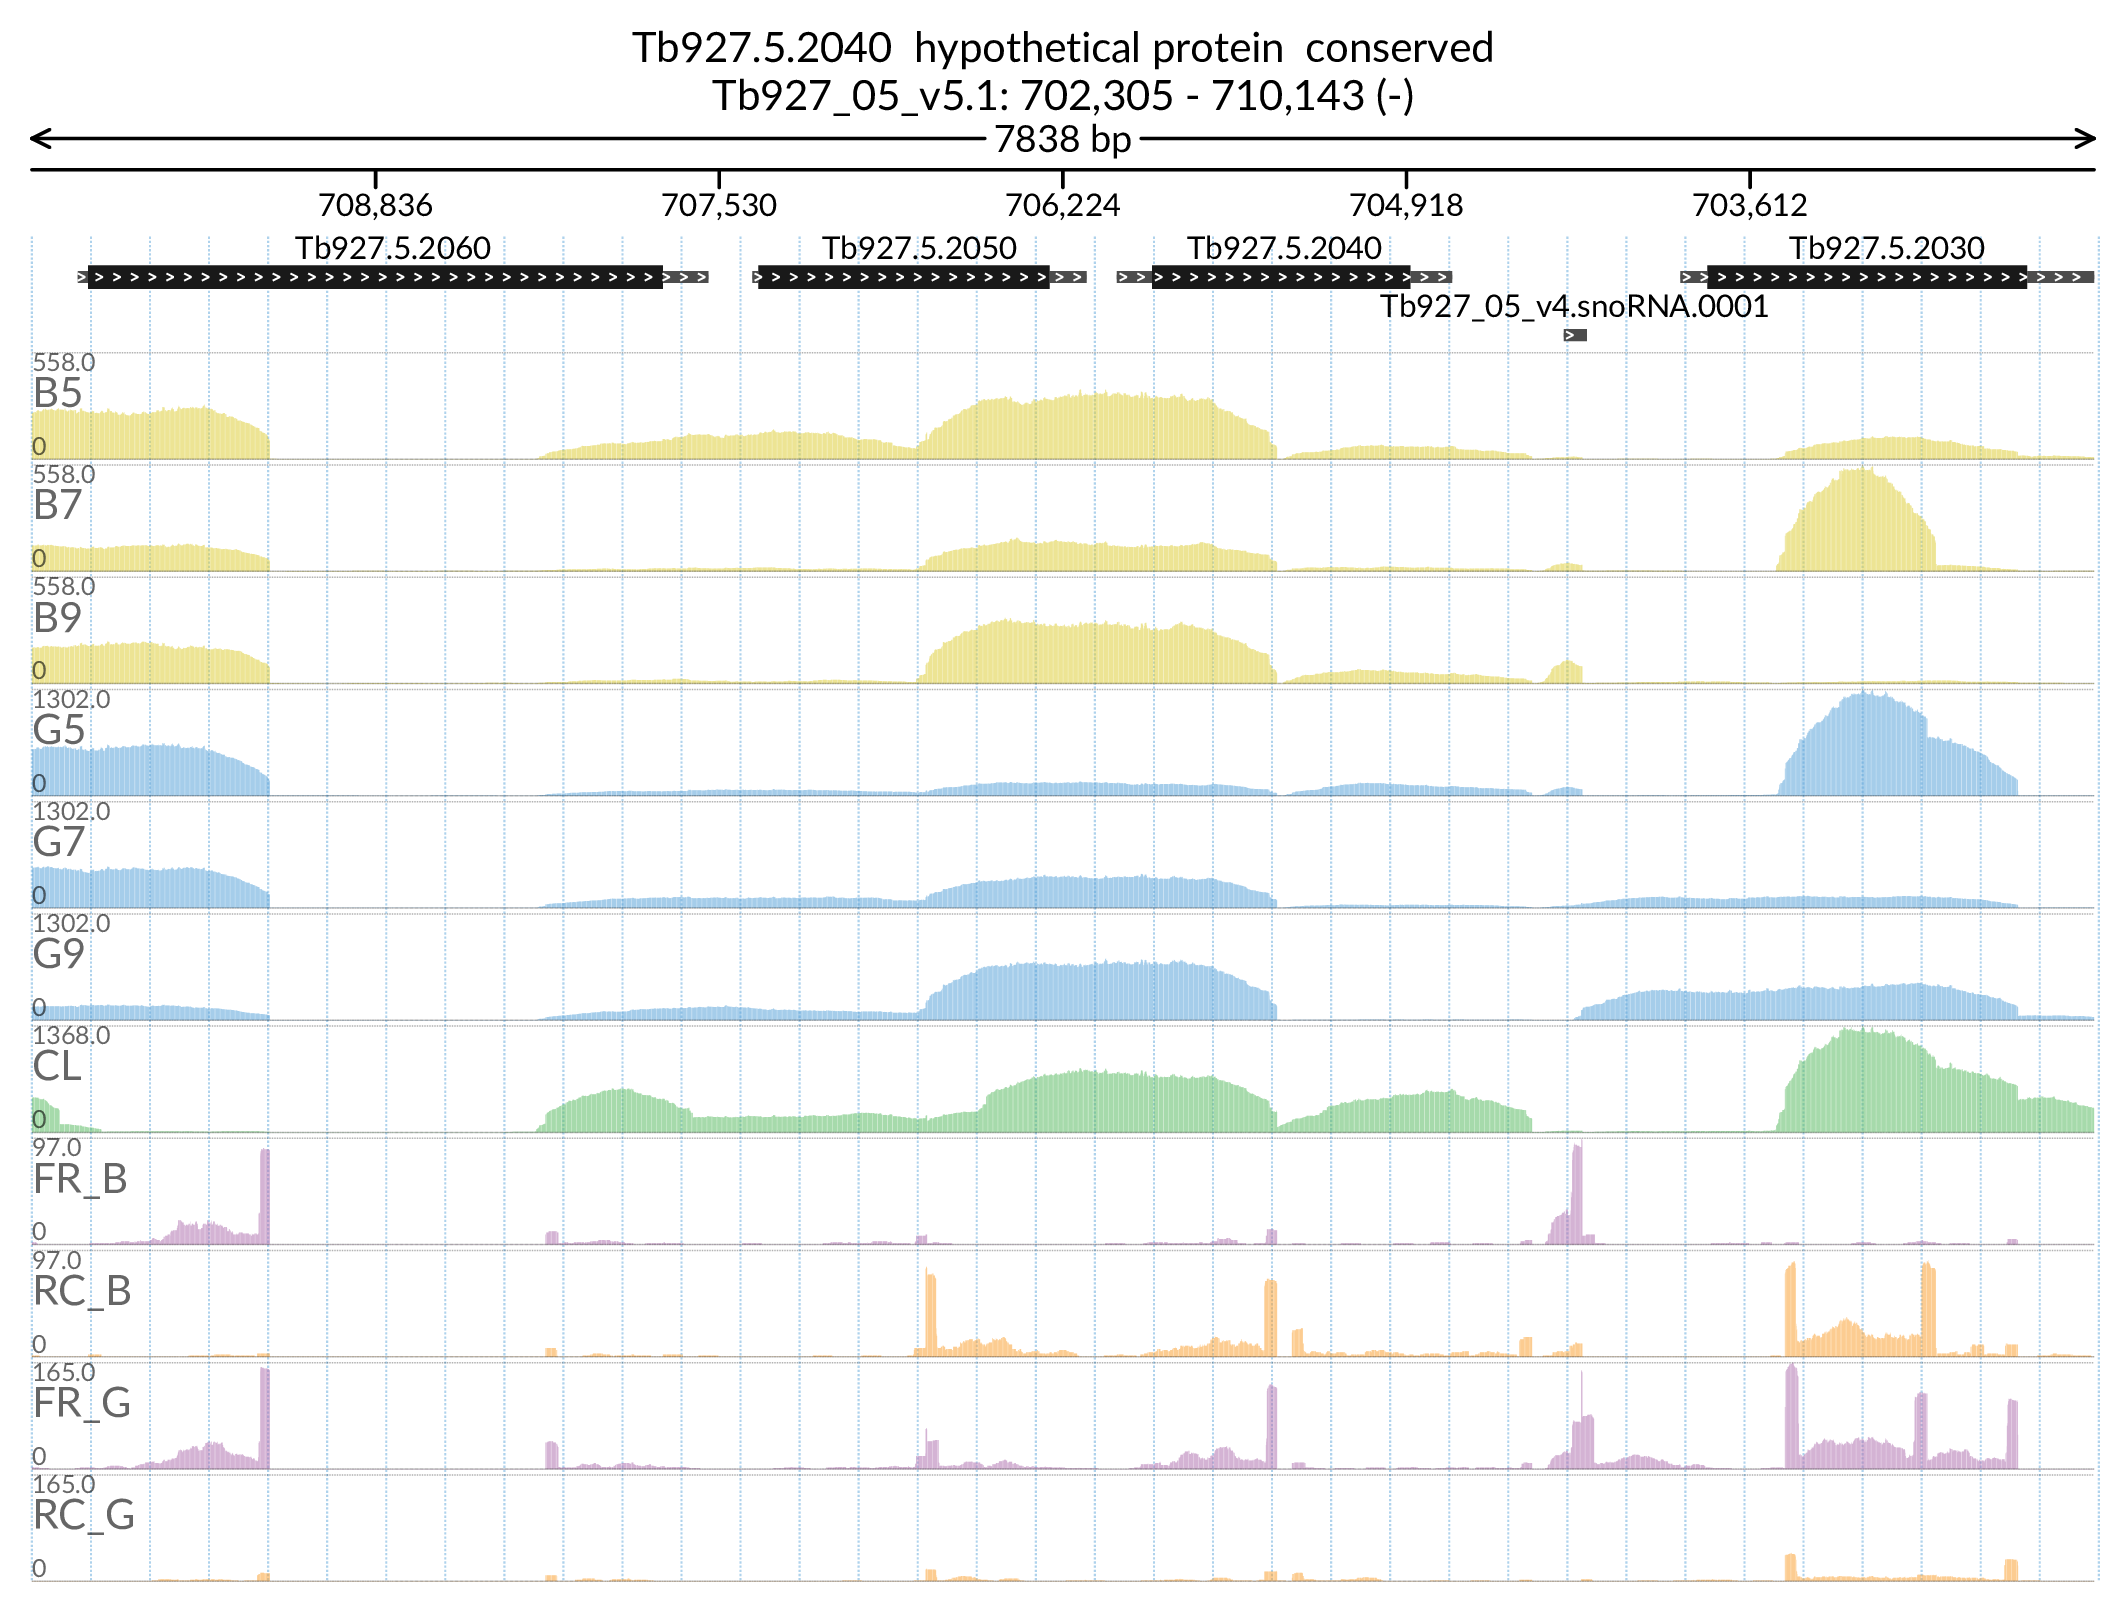 Tb927.5.2040  hypothetical protein  conserved
Tb927_05_v5.1: 702,305 - 710,143 (-)
7838 bp
708,836 707,530 706,224 704,918 703,612
Tb927.5.2060 Tb927.5.2050 Tb927.5.2040 Tb927.5.2030
Tb927_05_v4.snoRNA.0001
558.0
B5
0
558.0
B7
0
558.0
B9
0
1302.0
G5
0
1302.0
G7
0
1302.0
G9
0
1368.0
CL
0
97.0
FR_B
0
97.0
RC_B
0
165.0
FR_G
0
165.0
RC_G
0